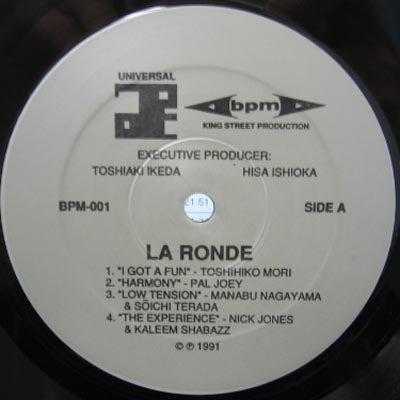 UNIVERSAL
bpm
KING STREET PRODUCTION
EXECUTIVE PRODUCER:
TOSHIAKI IKEDA HISA ISHIOKA
BPM-001 SIDE A
21 51
LA RONDE
1. "I GOT A FUN" - TOSHIHIKO MORI
2. "HARMONY" - PAL JOEY
3. "LOW TENSION" - MANABU NAGAYAMA
& SŌICHI TERADA
4. "THE EXPERIENCE" - NICK JONES
& KALEEM SHABAZZ
© ℗ 1991